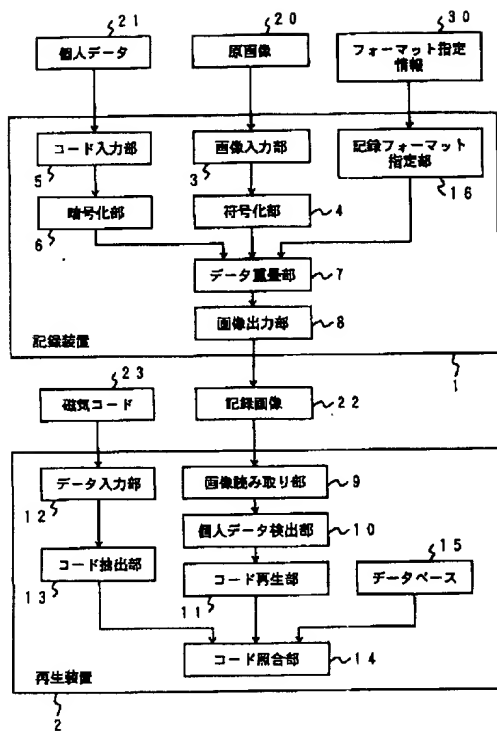 21
20
30
個人データ
原画像
フォーマット指定
情報
コード入力部
画像入力部
記録フォーマット
指定部
5
3
16
暗号化部
符号化部
4
6
データ重畳部
7
画像出力部
8
記録装置
1
23
磁気コード
記録画像
22
データ入力部
画像読み取り部
9
12
個人データ検出部
10
15
コード抽出部
コード再生部
データベース
13
11
コード照合部
14
再生装置
2